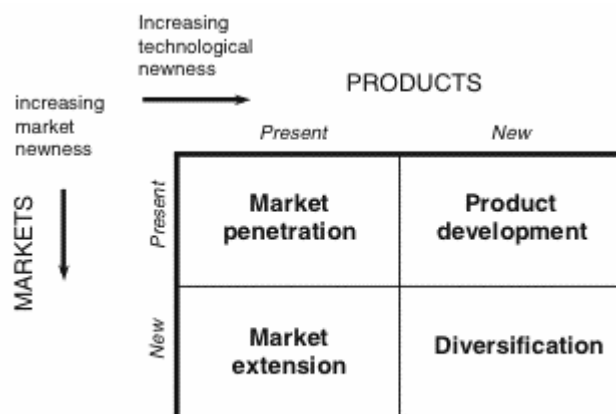 Increasing
technological
newness
PRODUCTS
increasing
market
newness
Present
New
MARKETS
Present
Market
penetration
Product
development
New
Market
extension
Diversification